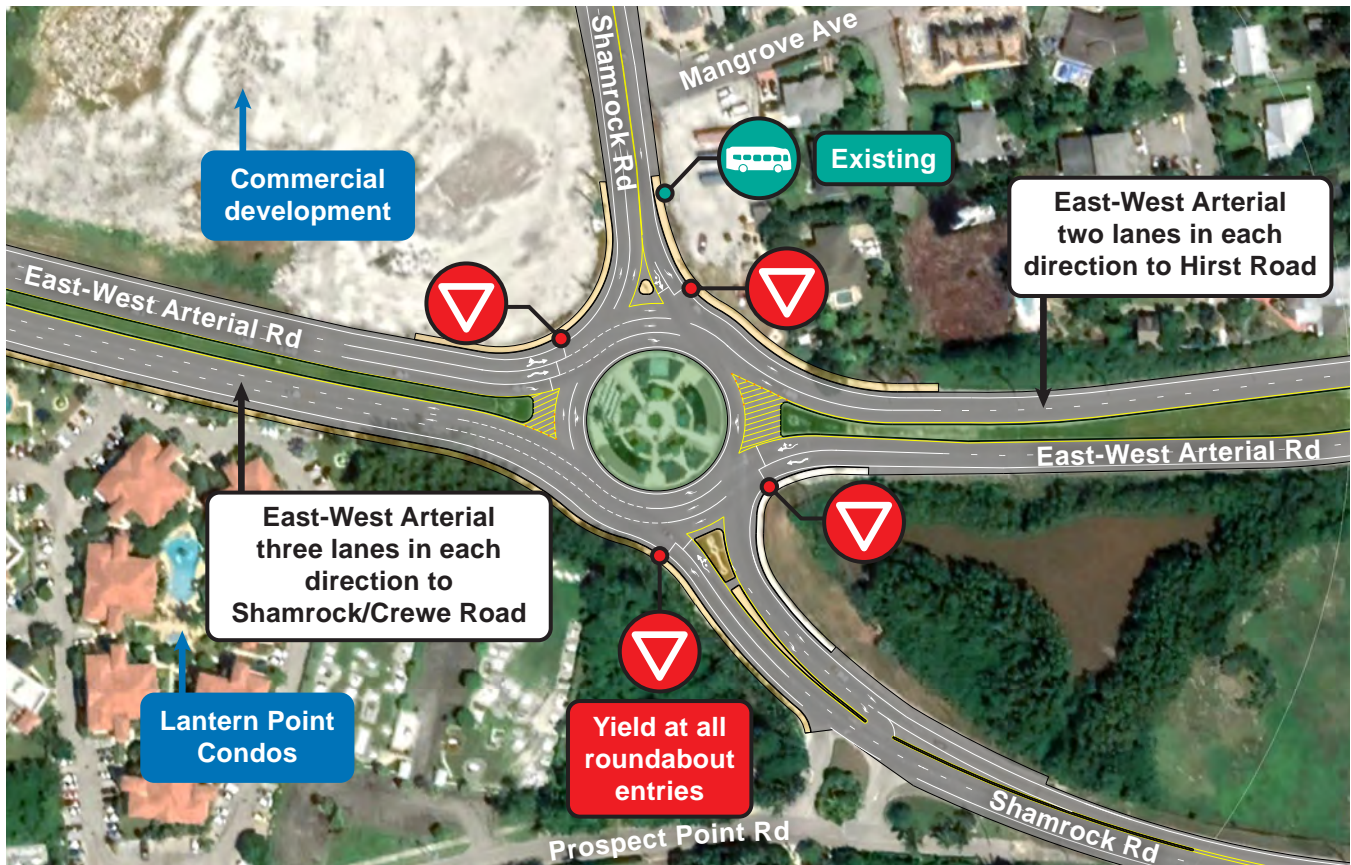 Shamrock Rd
Mangrove Ave
Existing
Commercial
development
East-West Arterial
two lanes in each
direction to Hirst Road
East-West Arterial Rd
East-West Arterial Rd
East-West Arterial
three lanes in each
direction to
Shamrock/Crewe Road
Lantern Point
Condos
Yield at all
roundabout
entries
Shamrock Rd
Prospect Point Rd